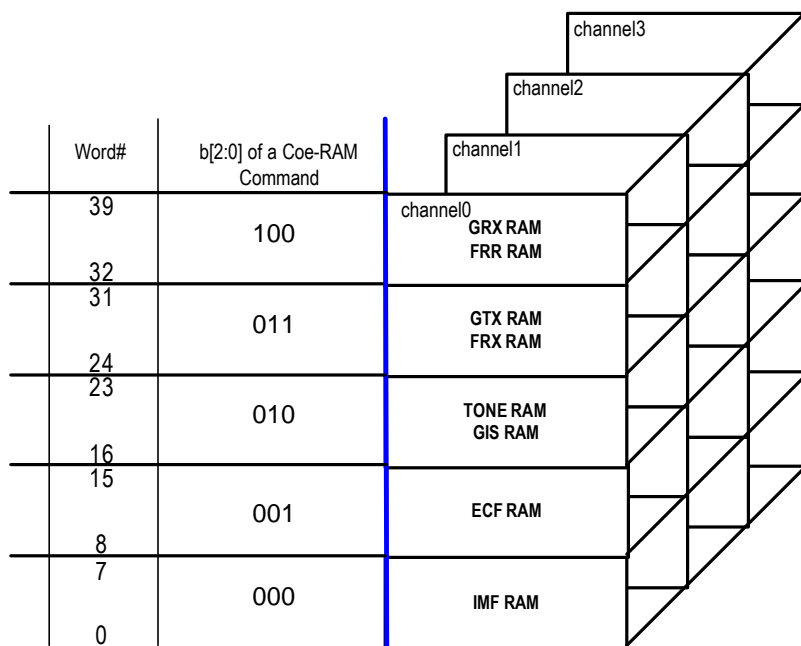 channel3
channel2
channel1
Word#
b[2:0] of a Coe-RAM
Command
channel0
39
100
GRX RAM
FRR RAM
32
31
011
GTX RAM
FRX RAM
24
23
010
TONE RAM
GIS RAM
16
15
001
ECF RAM
8
7
000
IMF RAM
0